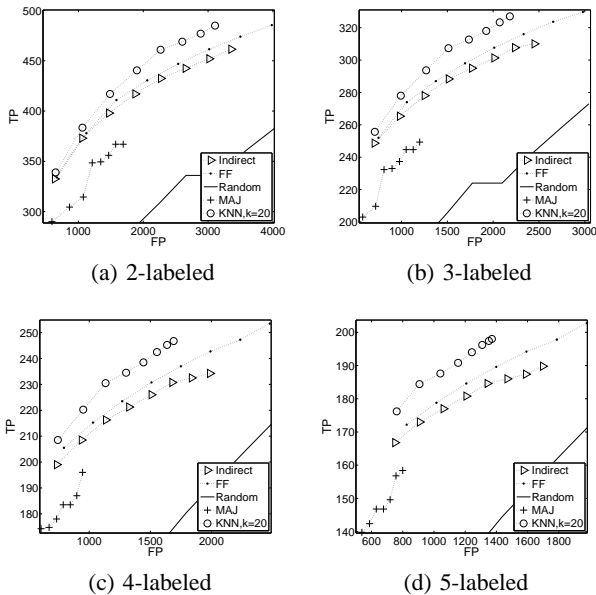 500
450
400
350
300
TP
1000
2000
3000
4000
FP
Indirect
FF
Random
MAJ
KNN,k=20
(a) 2-labeled
320
300
280
260
240
220
200
TP
1000
1500
2000
2500
3000
FP
Indirect
FF
Random
MAJ
KNN,k=20
(b) 3-labeled
250
240
230
220
210
200
190
180
TP
1000
1500
2000
FP
Indirect
FF
Random
MAJ
KNN,k=20
(c) 4-labeled
200
190
180
170
160
150
140
TP
600
800
1000
1200
1400
1600
1800
FP
Indirect
FF
Random
MAJ
KNN,k=20
(d) 5-labeled